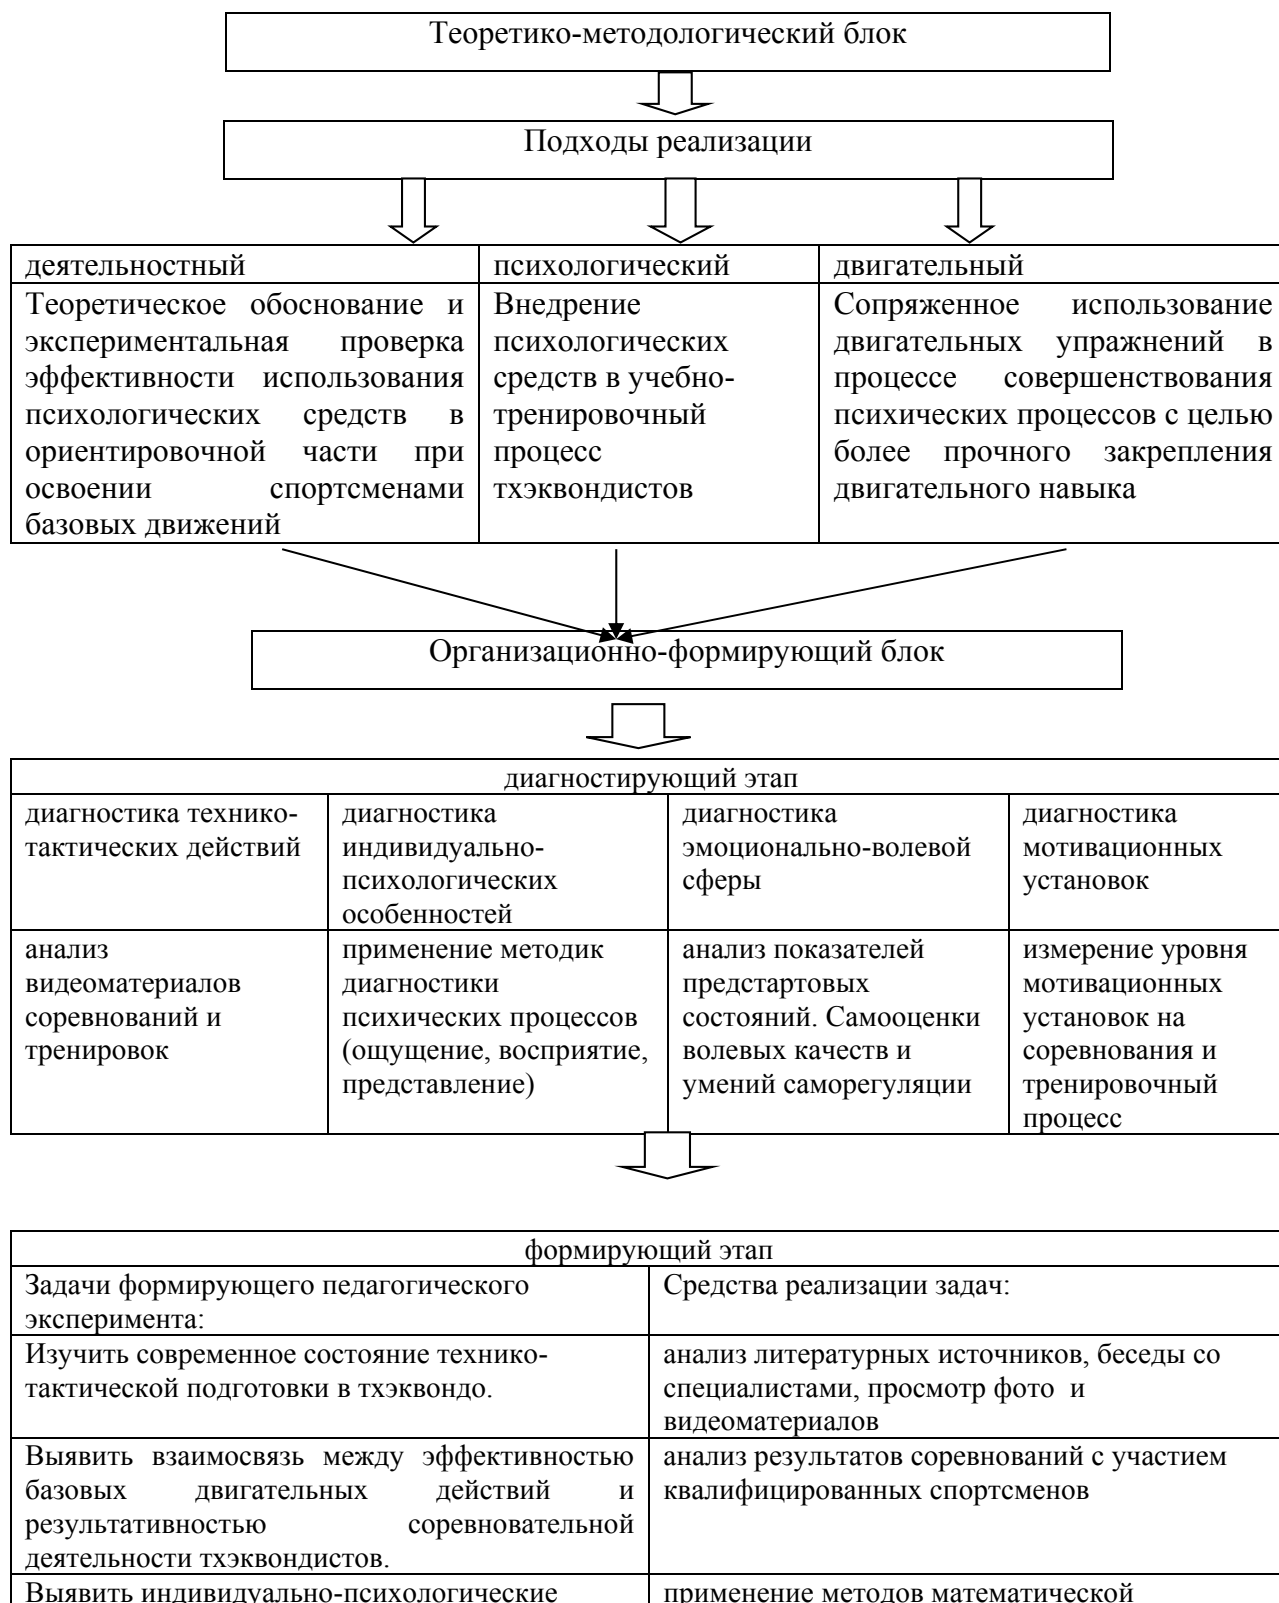 Теоретико-методологический блок
Подходы реализации
деятельностный
Теоретическое обоснование и
экспериментальная проверка
эффективности использования
психологических средств в
ориентировочной части при
освоении спортсменами
базовых движений
психологический
Внедрение
психологических
средств в учебно-
тренировочный
процесс
тхэквондистов
двигательный
Сопряженное использование
двигательных упражнений в
процессе совершенствования
психических процессов с целью
более прочного закрепления
двигательного навыка
Организационно-формирующий блок
диагностирующий этап
диагностика технико-
тактических действий
диагностика
индивидуально-
психологических
особенностей
диагностика
эмоционально-волевой
сферы
диагностика
мотивационных
установок
анализ
видеоматериалов
соревнований и
тренировок
применение методик
диагностики
психических процессов
(ощущение, восприятие,
представление)
анализ показателей
предстартовых
состояний. Самооценки
волевых качеств и
умений саморегуляции
измерение уровня
мотивационных
установок на
соревнования и
тренировочный
процесс
формирующий этап
Задачи формирующего педагогического
эксперимента:
Средства реализации задач:
Изучить современное состояние технико-
тактической подготовки в тхэквондо.
анализ литературных источников, беседы со
специалистами, просмотр фото и
видеоматериалов
Выявить взаимосвязь между эффективностью
базовых двигательных действий и
результативностью соревновательной
деятельности тхэквондистов.
анализ результатов соревнований с участием
квалифицированных спортсменов
Выявить индивидуально-психологические
применение методов математической